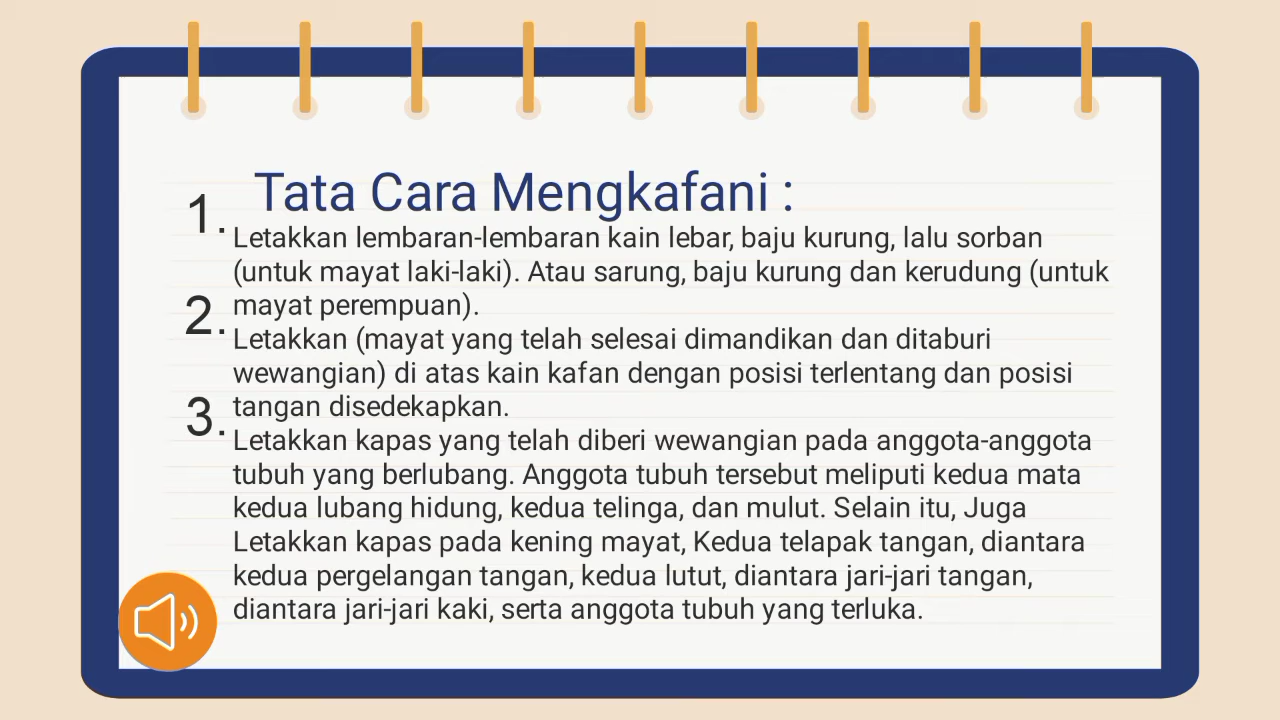 Tata Cara Mengkafani :
1. Letakkan lembaran-lembaran kain lebar, baju kurung, lalu sorban
(untuk mayat laki-laki). Atau sarung, baju kurung dan kerudung (untuk
mayat perempuan).
2. Letakkan (mayat yang telah selesai dimandikan dan ditaburi
wewangian) di atas kain kafan dengan posisi terlentang dan posisi
tangan disedekapkan.
3. Letakkan kapas yang telah diberi wewangian pada anggota-anggota
tubuh yang berlubang. Anggota tubuh tersebut meliputi kedua mata
kedua lubang hidung, kedua telinga, dan mulut. Selain itu, Juga
Letakkan kapas pada kening mayat, Kedua telapak tangan, diantara
kedua pergelangan tangan, kedua lutut, diantara jari-jari tangan,
diantara jari-jari kaki, serta anggota tubuh yang terluka.